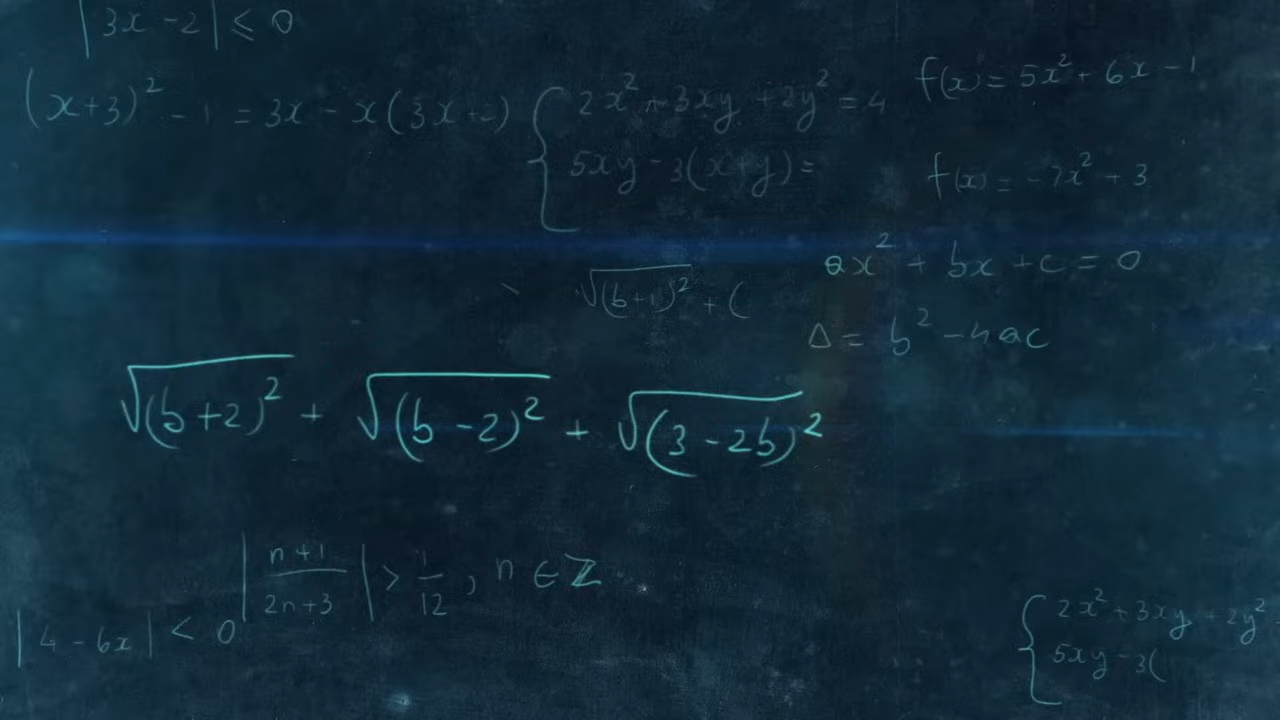 |3x - 2| ⩽ 0
(x+3)² - 1 = 3x - x(3x+2)
2x² + 3xy + 2y² = 4
5xy - 3(x+y) =
f(x) = 5x² + 6x - 1
f(x) = -7x² + 3
ax² + bx + c = 0
√(b+1)² + (
Δ = b² - 4ac
√(b+2)² + √(b-2)² + √(3-2b)²
|n+1/2n+3| > 1/12, n ∈ ℤ
|4 - 6x| < 0
2x² + 3xy + 2y²
5xy - 3(